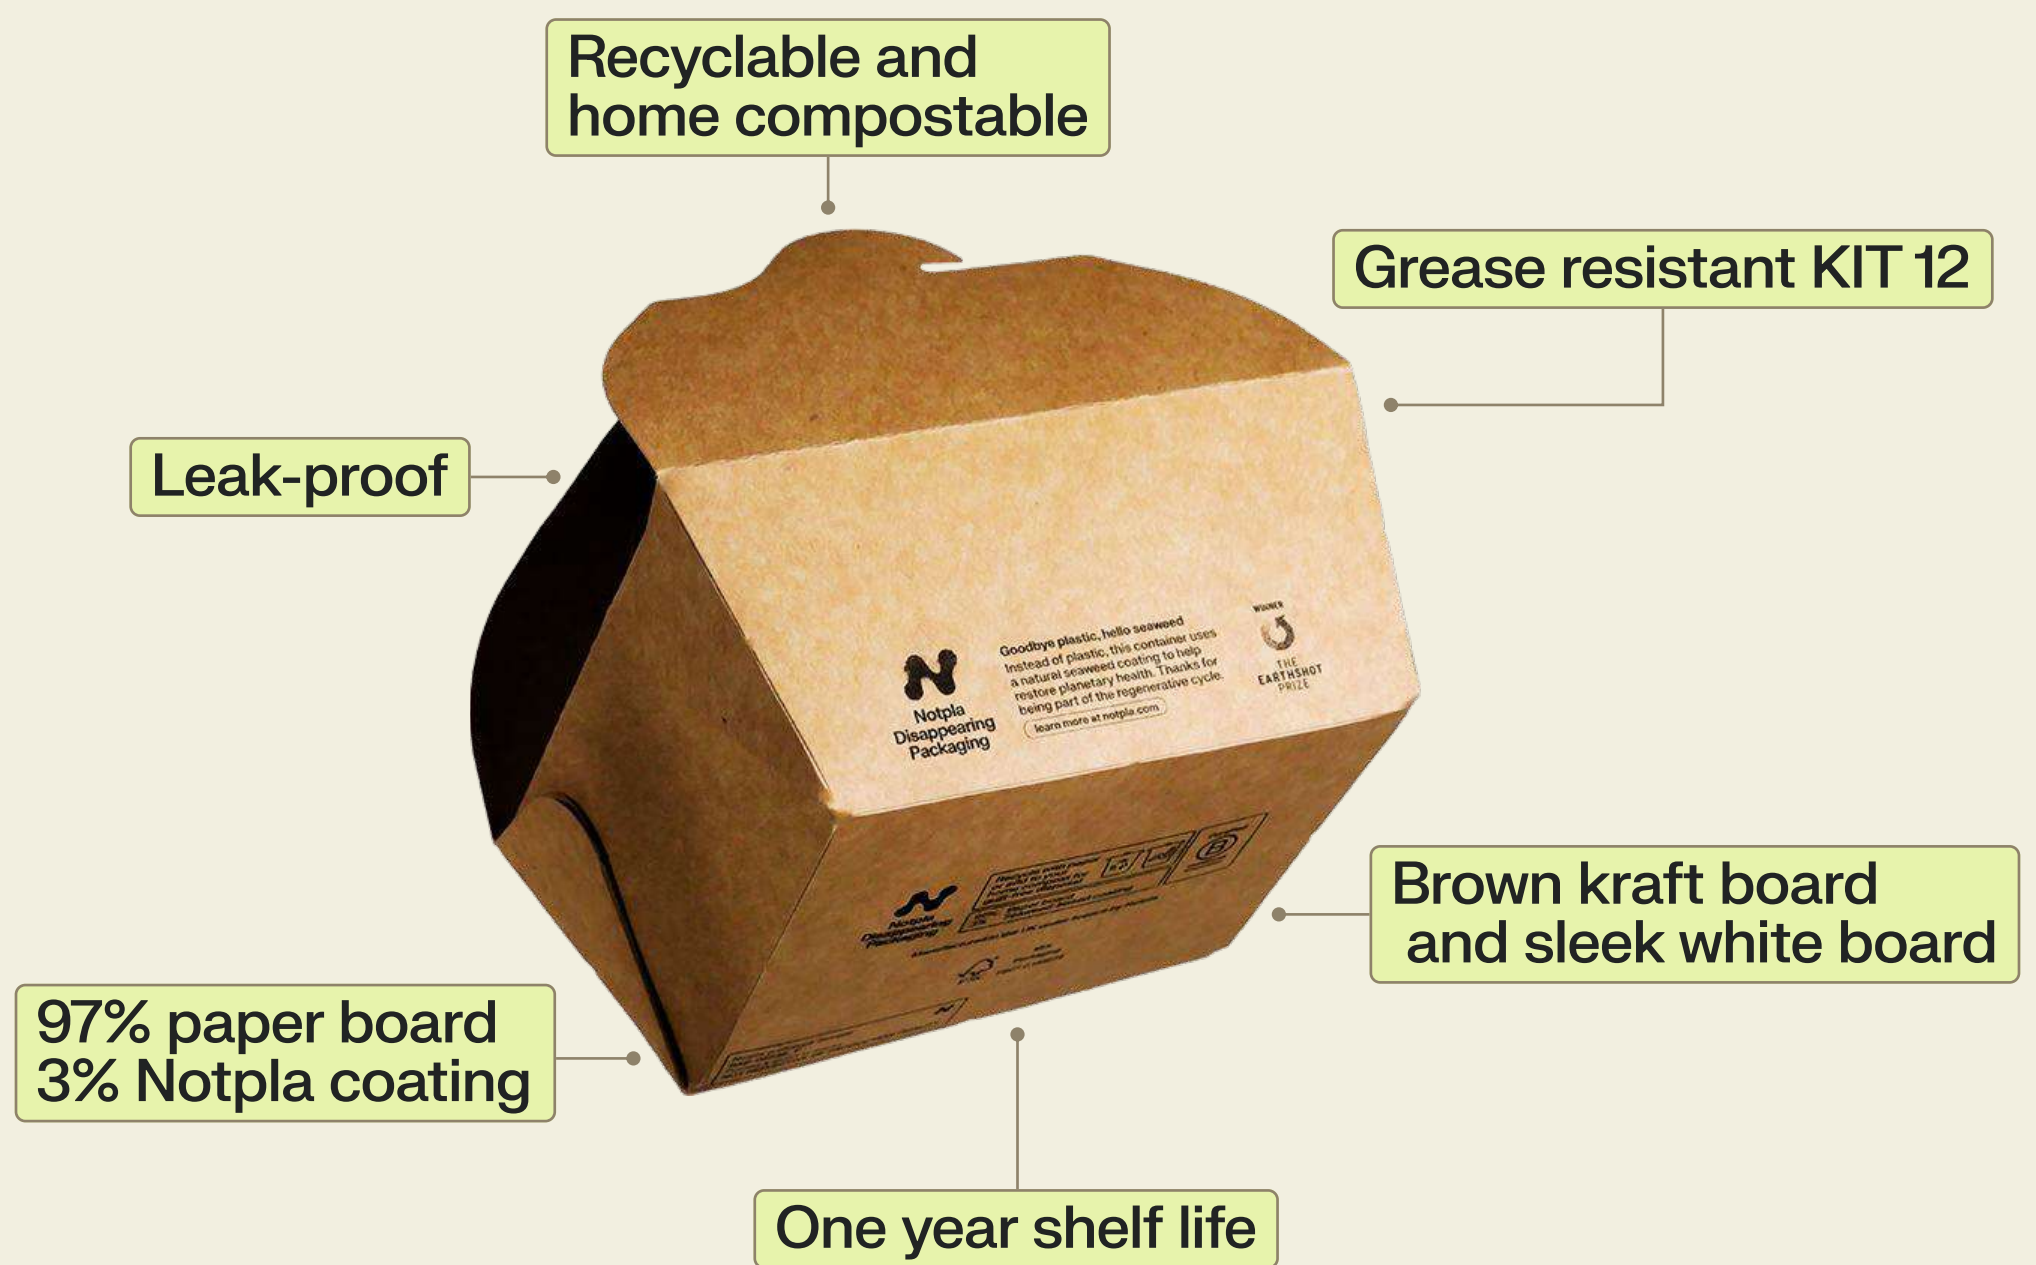 Recyclable and
home compostable
Grease resistant KIT 12
Leak-proof
WINNER
THE
EARTHSHOT
PRIZE
Goodbye plastic, hello seaweed
Instead of plastic, this container uses
a natural seaweed coating to help
restore planetary health. Thanks for
being part of the regenerative cycle.
learn more at notpla.com
Notpla
Disappearing
Packaging
Brown kraft board
and sleek white board
Notpla
Disappearing
Packaging
97% paper board
3% Notpla coating
One year shelf life